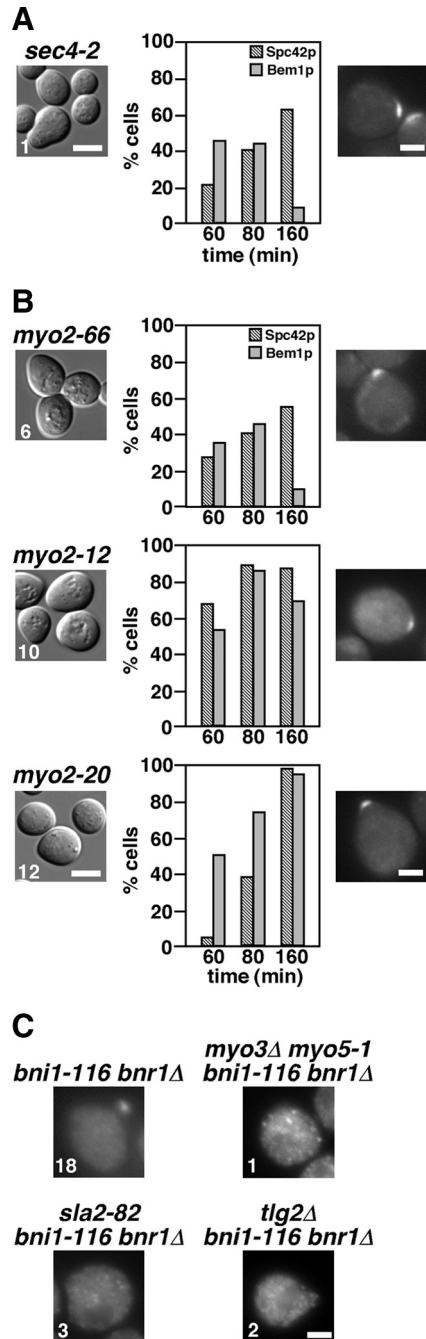 A
sec4-2
1
% cells
100
80
60
40
20
0
Spc42p
Bem1p
60 80 160
time (min)
B
myo2-66
6
% cells
100
80
60
40
20
0
Spc42p
Bem1p
60 80 160
myo2-12
10
% cells
100
80
60
40
20
0
60 80 160
myo2-20
12
% cells
100
80
60
40
20
0
60 80 160
time (min)
C
bni1-116 bnr1Δ
18
myo3Δ myo5-1
bni1-116 bnr1Δ
1
sla2-82
bni1-116 bnr1Δ
3
tlg2Δ
bni1-116 bnr1Δ
2